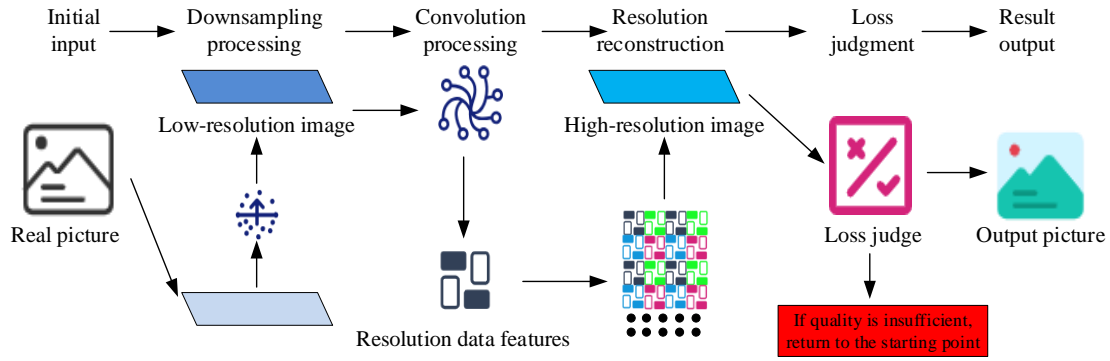 Initial
input
Downsampling
processing
Convolution
processing
Resolution
reconstruction
Loss
judgment
Result
output
Low-resolution image
High-resolution image
Real picture
Loss judge
Output picture
Resolution data features
If quality is insufficient,
return to the starting point